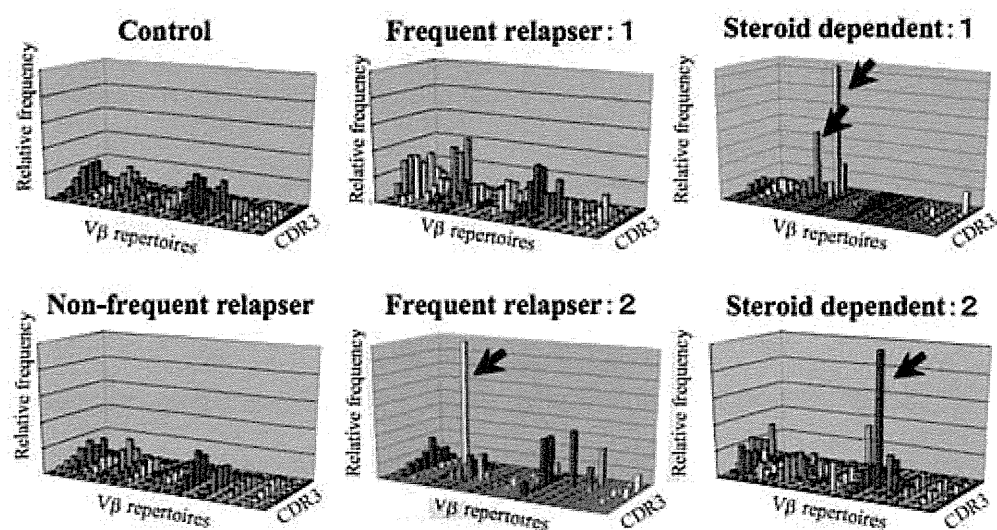 Control
Relative frequency
Vβ repertoires
CDR3
Frequent relapser: 1
Relative frequency
Vβ repertoires
CDR3
Steroid dependent: 1
Relative frequency
Vβ repertoires
CDR3
Non-frequent relapser
Relative frequency
Vβ repertoires
CDR3
Frequent relapser: 2
Relative frequency
Vβ repertoires
CDR3
Steroid dependent: 2
Relative frequency
Vβ repertoires
CDR3